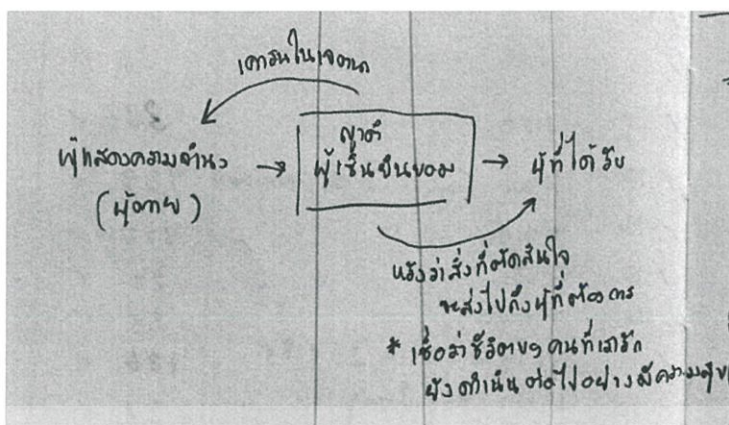 เคารพในเจตนา
ผู้แสดงความจำนง
(ผู้ตาย)
→
ญาติ
ผู้เซ็นยินยอม
→
ผู้ที่ได้รับ
หวังว่าสิ่งที่ตัดสินใจ
จะส่งไปถึงผู้ที่ต้องการ
* เชื่อว่าชีวิตของคนที่เรารัก
ยังดำเนินต่อไปอย่างมีความสุข